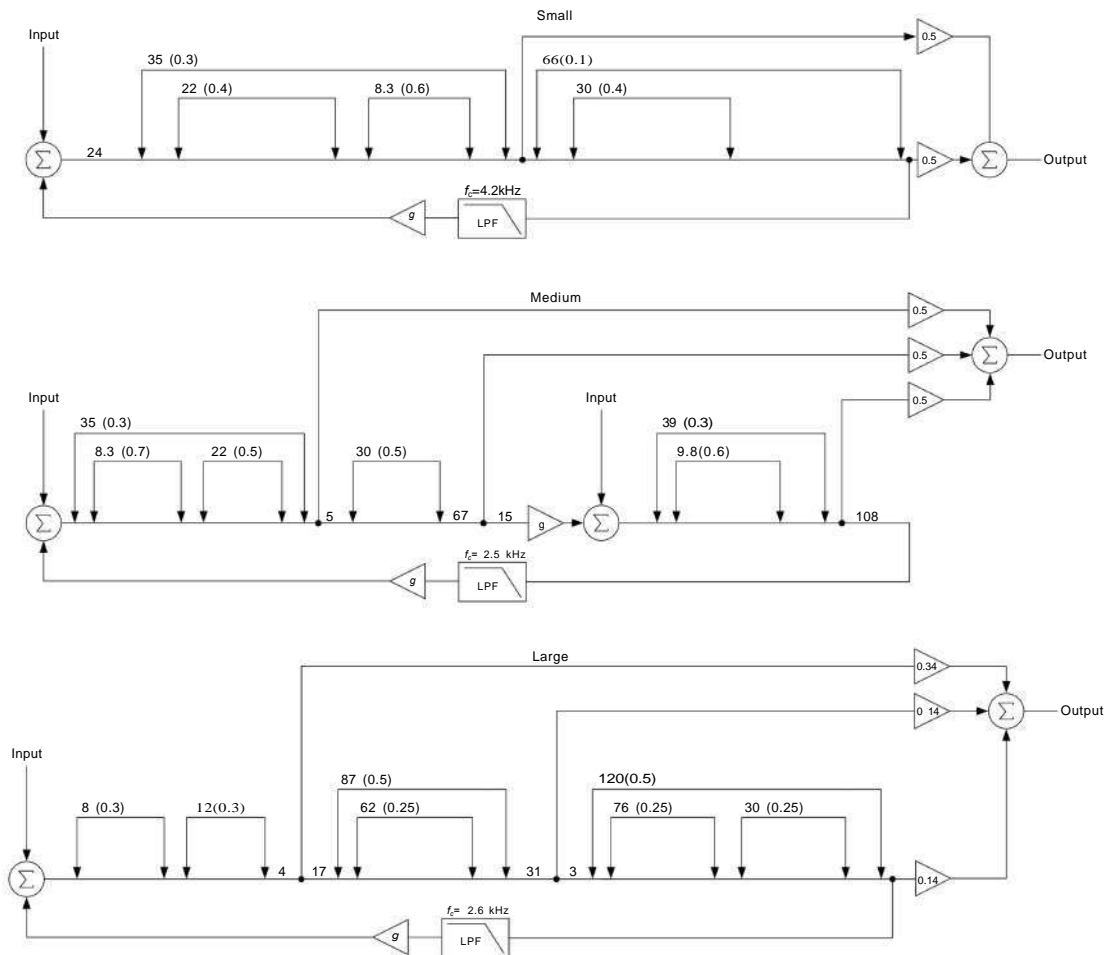 Small
Input
0.5
35 (0.3)
66(0.1)
22 (0.4)
8.3 (0.6)
30 (0.4)
Σ
24
0.5
Σ
Output
f_c=4.2kHz
g
LPF
Medium
0.5
0.5
Σ
Output
Input
Input
0.5
35 (0.3)
39 (0.3)
8.3 (0.7)
22 (0.5)
30 (0.5)
9.8(0.6)
Σ
5
67
15
g
Σ
108
f_c= 2.5 kHz
g
LPF
Large
0.34
0 14
Σ
Output
Input
87 (0.5)
120(0.5)
8 (0.3)
12(0.3)
62 (0.25)
76 (0.25)
30 (0.25)
Σ
4
17
31
3
0.14
f_c= 2.6 kHz
g
LPF